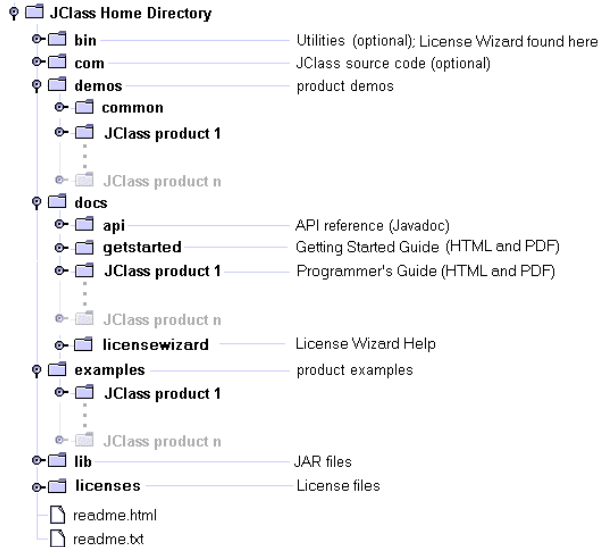 JClass Home Directory
bin Utilities (optional); License Wizard found here
com JClass source code (optional)
demos product demos
common
JClass product 1
JClass product n
docs
api API reference (Javadoc)
getstarted Getting Started Guide (HTML and PDF)
JClass product 1 Programmer's Guide (HTML and PDF)
JClass product n
licensewizard License Wizard Help
examples product examples
JClass product 1
JClass product n
lib JAR files
licenses License files
readme.html
readme.txt